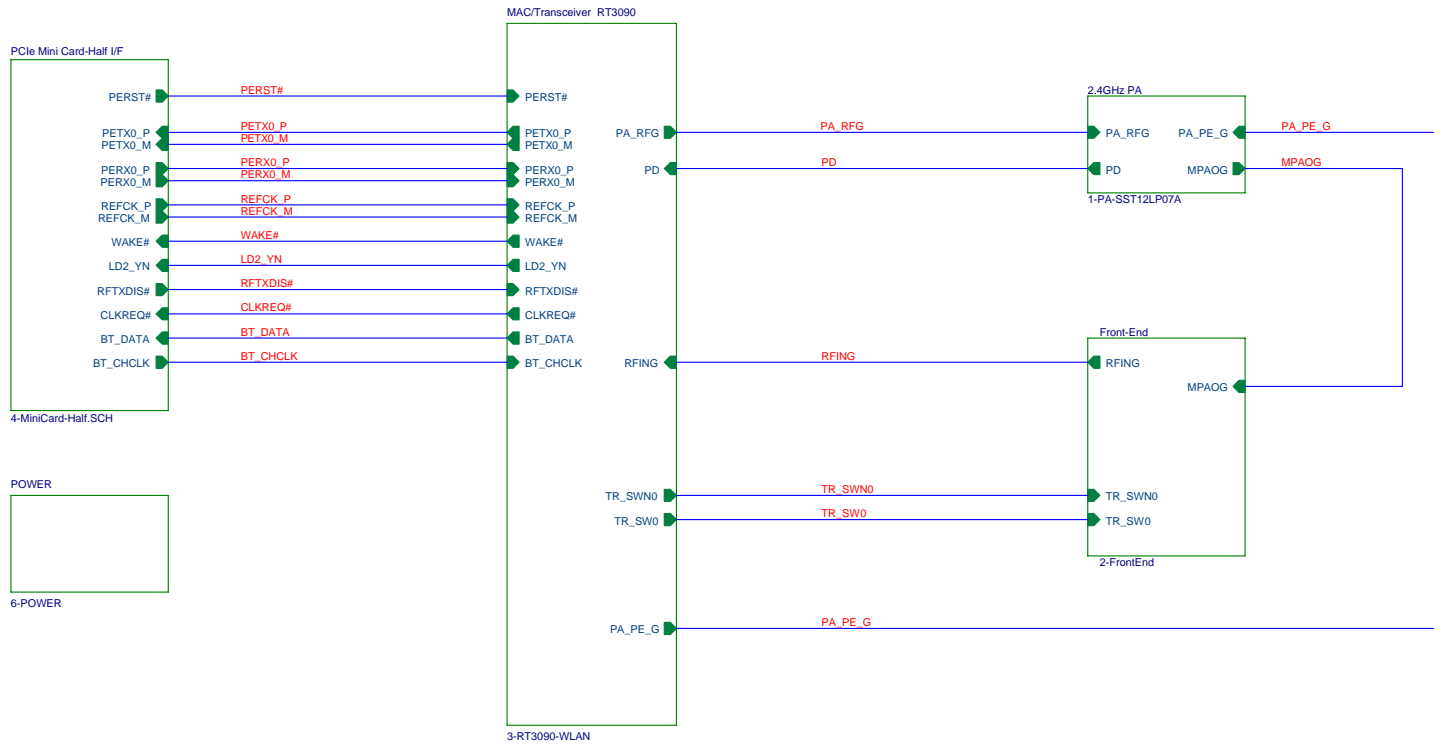 MAC/Transceiver RT3090
PCIe Mini Card-Half I/F
PERST# PERST# PERST#
PETX0_P PETX0_P PETX0_P
PETX0_M PETX0_M PETX0_M
PERX0_P PERX0_P PERX0_P
PERX0_M PERX0_M PERX0_M
REFCK_P REFCK_P REFCK_P
REFCK_M REFCK_M REFCK_M
WAKE# WAKE# WAKE#
LD2_YN LD2_YN LD2_YN
RFTXDIS# RFTXDIS# RFTXDIS#
CLKREQ# CLKREQ# CLKREQ#
BT_DATA BT_DATA BT_DATA
BT_CHCLK BT_CHCLK BT_CHCLK
4-MiniCard-Half.SCH
POWER
6-POWER
2.4GHz PA
PA_RFG PA_RFG PA_RFG PA_PE_G PA_PE_G
PD PD PD MPAOG MPAOG
1-PA-SST12LP07A
Front-End
RFING RFING RFING
MPAOG
TR_SWN0 TR_SWN0 TR_SWN0
TR_SW0 TR_SW0 TR_SW0
2-FrontEnd
PA_PE_G PA_PE_G
3-RT3090-WLAN